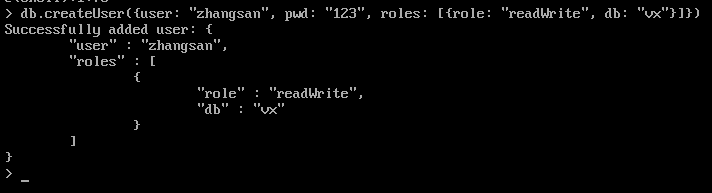 > db.createUser({user: "zhangsan", pwd: "123", roles: [{role: "readWrite", db: "vx"}]})
Successfully added user: {
        "user" : "zhangsan",
        "roles" : [
                {
                        "role" : "readWrite",
                        "db" : "vx"
                }
        ]
}
> _